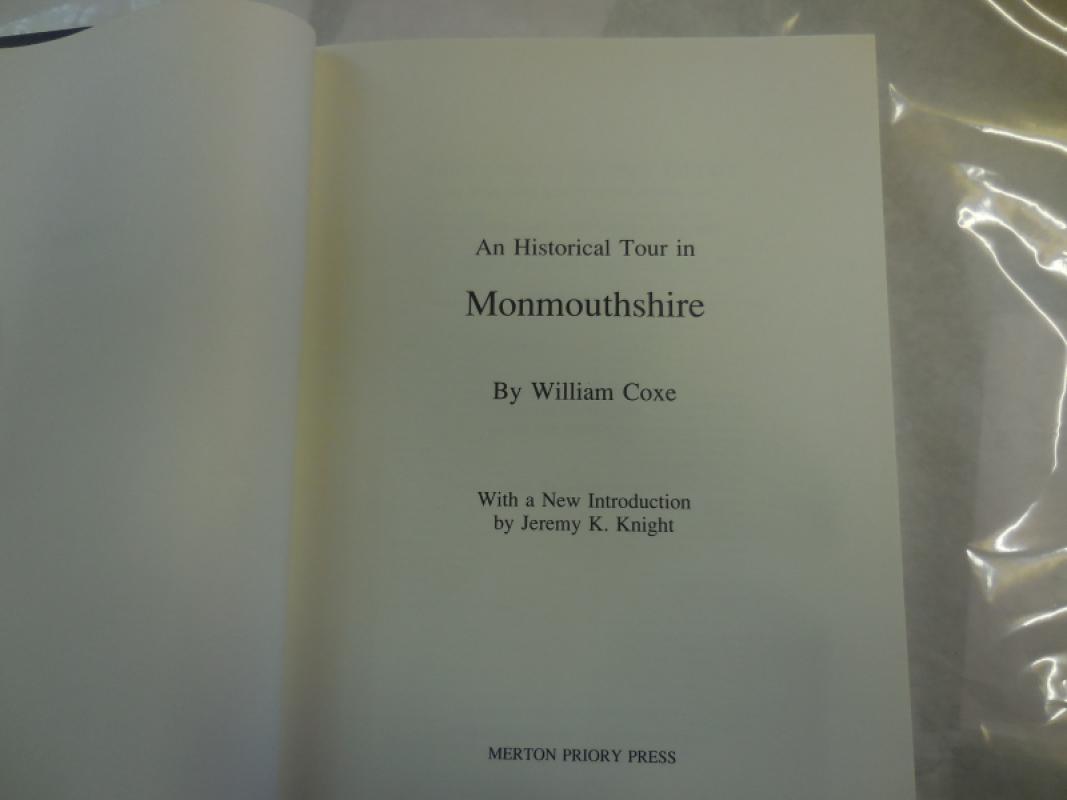 An Historical Tour in
Monmouthshire
By William Coxe
With a New Introduction
by Jeremy K. Knight
MERTON PRIORY PRESS